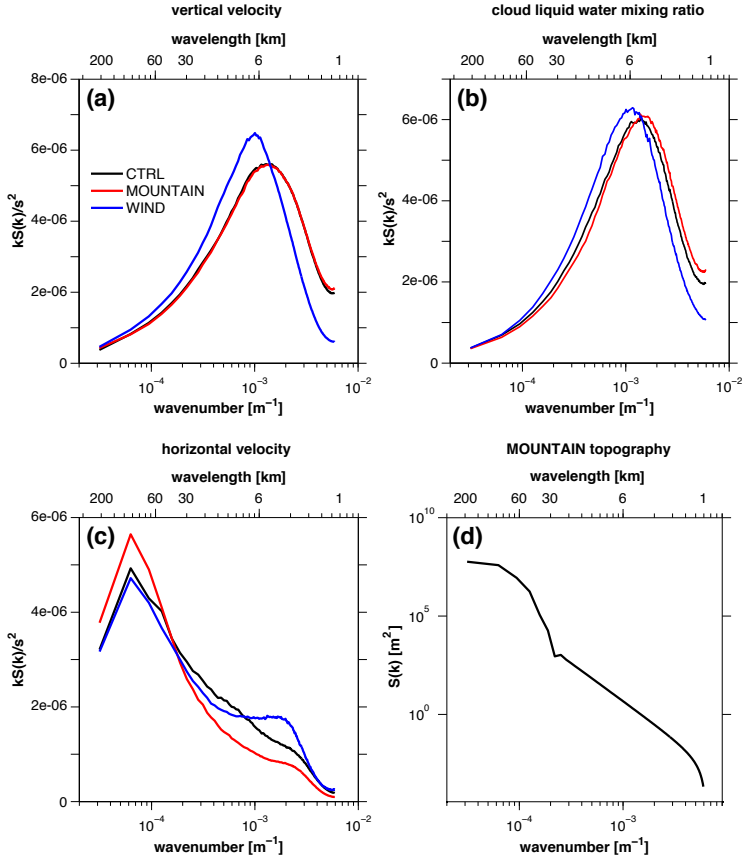 vertical velocity
wavelength [km]
200 60 30 6 1
8e-06
6e-06
4e-06
2e-06
0
kS(k)/s²
(a)
CTRL
MOUNTAIN
WIND
10⁻⁴ 10⁻³ 10⁻²
wavenumber [m⁻¹]
cloud liquid water mixing ratio
wavelength [km]
200 60 30 6 1
6e-06
4e-06
2e-06
0
kS(k)/s²
(b)
10⁻⁴ 10⁻³ 10⁻²
wavenumber [m⁻¹]
horizontal velocity
wavelength [km]
200 60 30 6 1
6e-06
4e-06
2e-06
0
kS(k)/s²
(c)
10⁻⁴ 10⁻³ 10⁻²
wavenumber [m⁻¹]
MOUNTAIN topography
wavelength [km]
200 60 30 6 1
10¹⁰
10⁵
10⁰
S(k) [m²]
(d)
10⁻⁴ 10⁻³
wavenumber [m⁻¹]